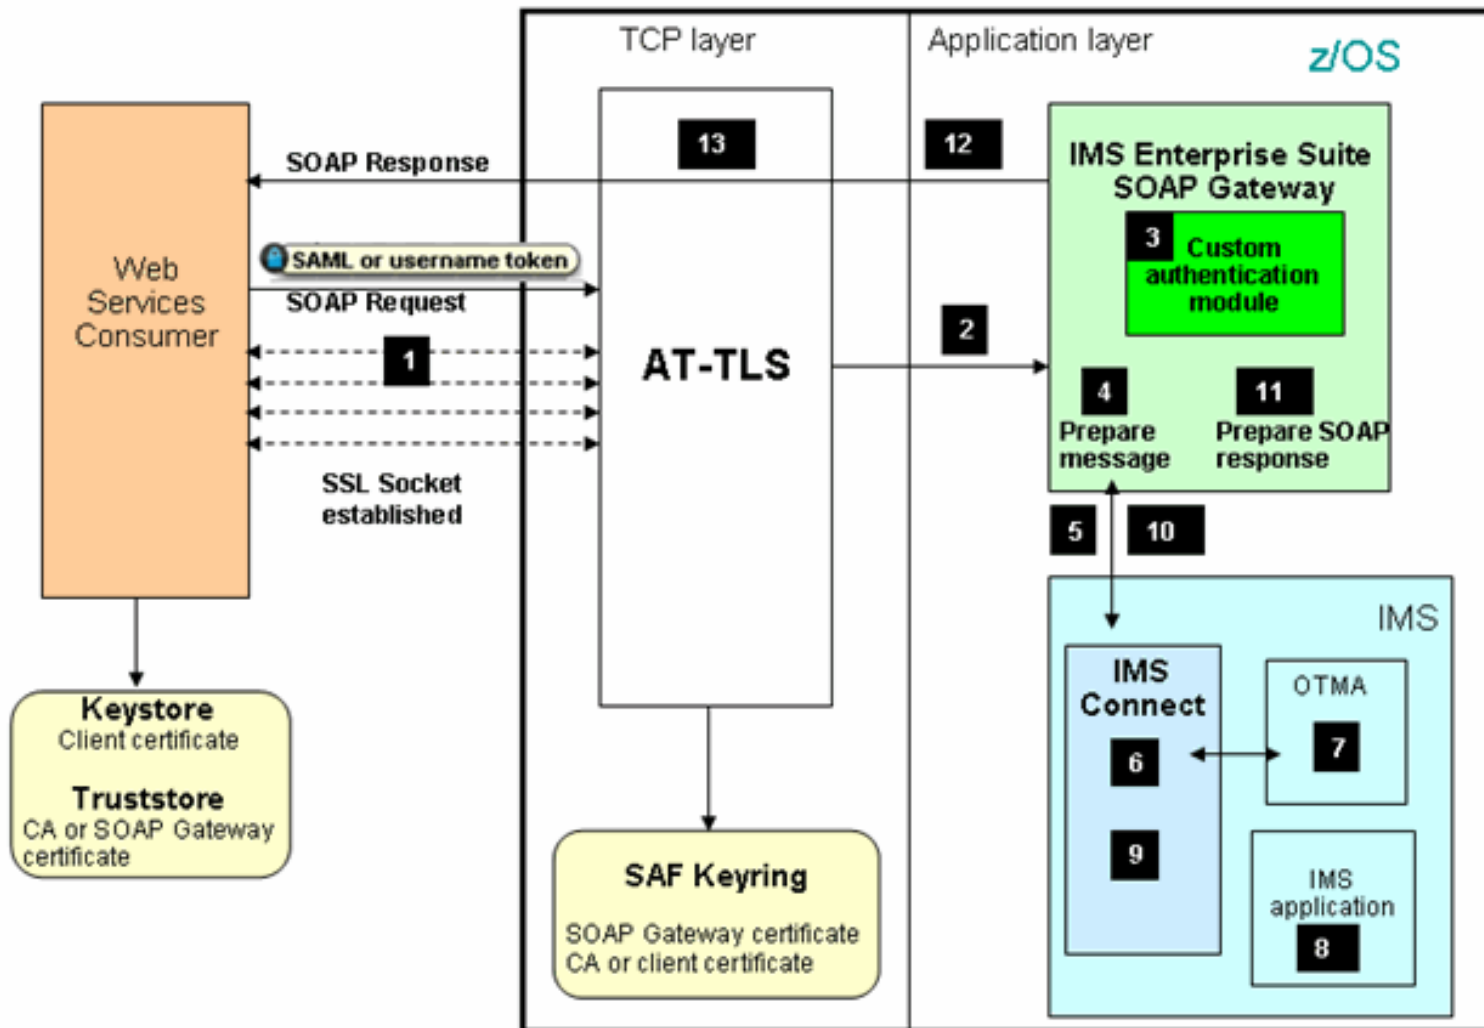 TCP layer
Application layer
z/OS
Web
Services
Consumer
SOAP Response
SAML or username token
SOAP Request
1
SSL Socket
established
Keystore
Client certificate
Truststore
CA or SOAP Gateway
certificate
13
AT-TLS
SAF Keyring
SOAP Gateway certificate
CA or client certificate
12
2
IMS Enterprise Suite
SOAP Gateway
3
Custom
authentication
module
4
Prepare
message
11
Prepare SOAP
response
5
10
IMS
IMS
Connect
6
9
OTMA
7
IMS
application
8